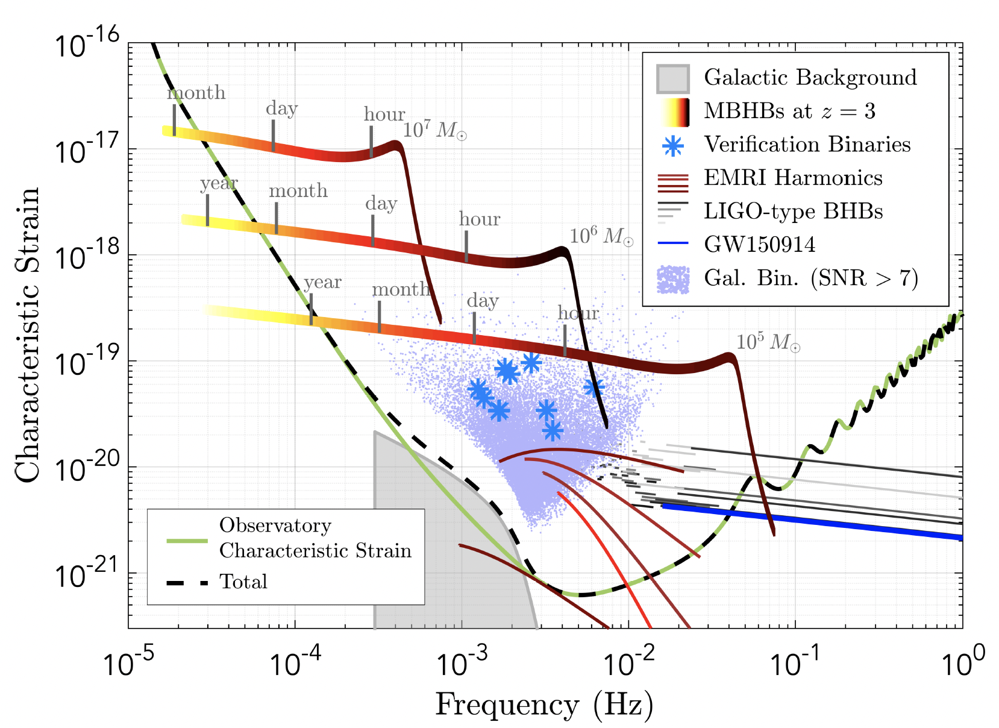 10^-16
10^-17
10^-18
10^-19
10^-20
10^-21
Characteristic Strain
month
day
hour
10^7 M☉
year
month
day
hour
10^6 M☉
year
month
day
hour
10^5 M☉
Galactic Background
MBHBs at z = 3
Verification Binaries
EMRI Harmonics
LIGO-type BHBs
GW150914
Gal. Bin. (SNR > 7)
Observatory
Characteristic Strain
Total
10^-5 10^-4 10^-3 10^-2 10^-1 10^0
Frequency (Hz)